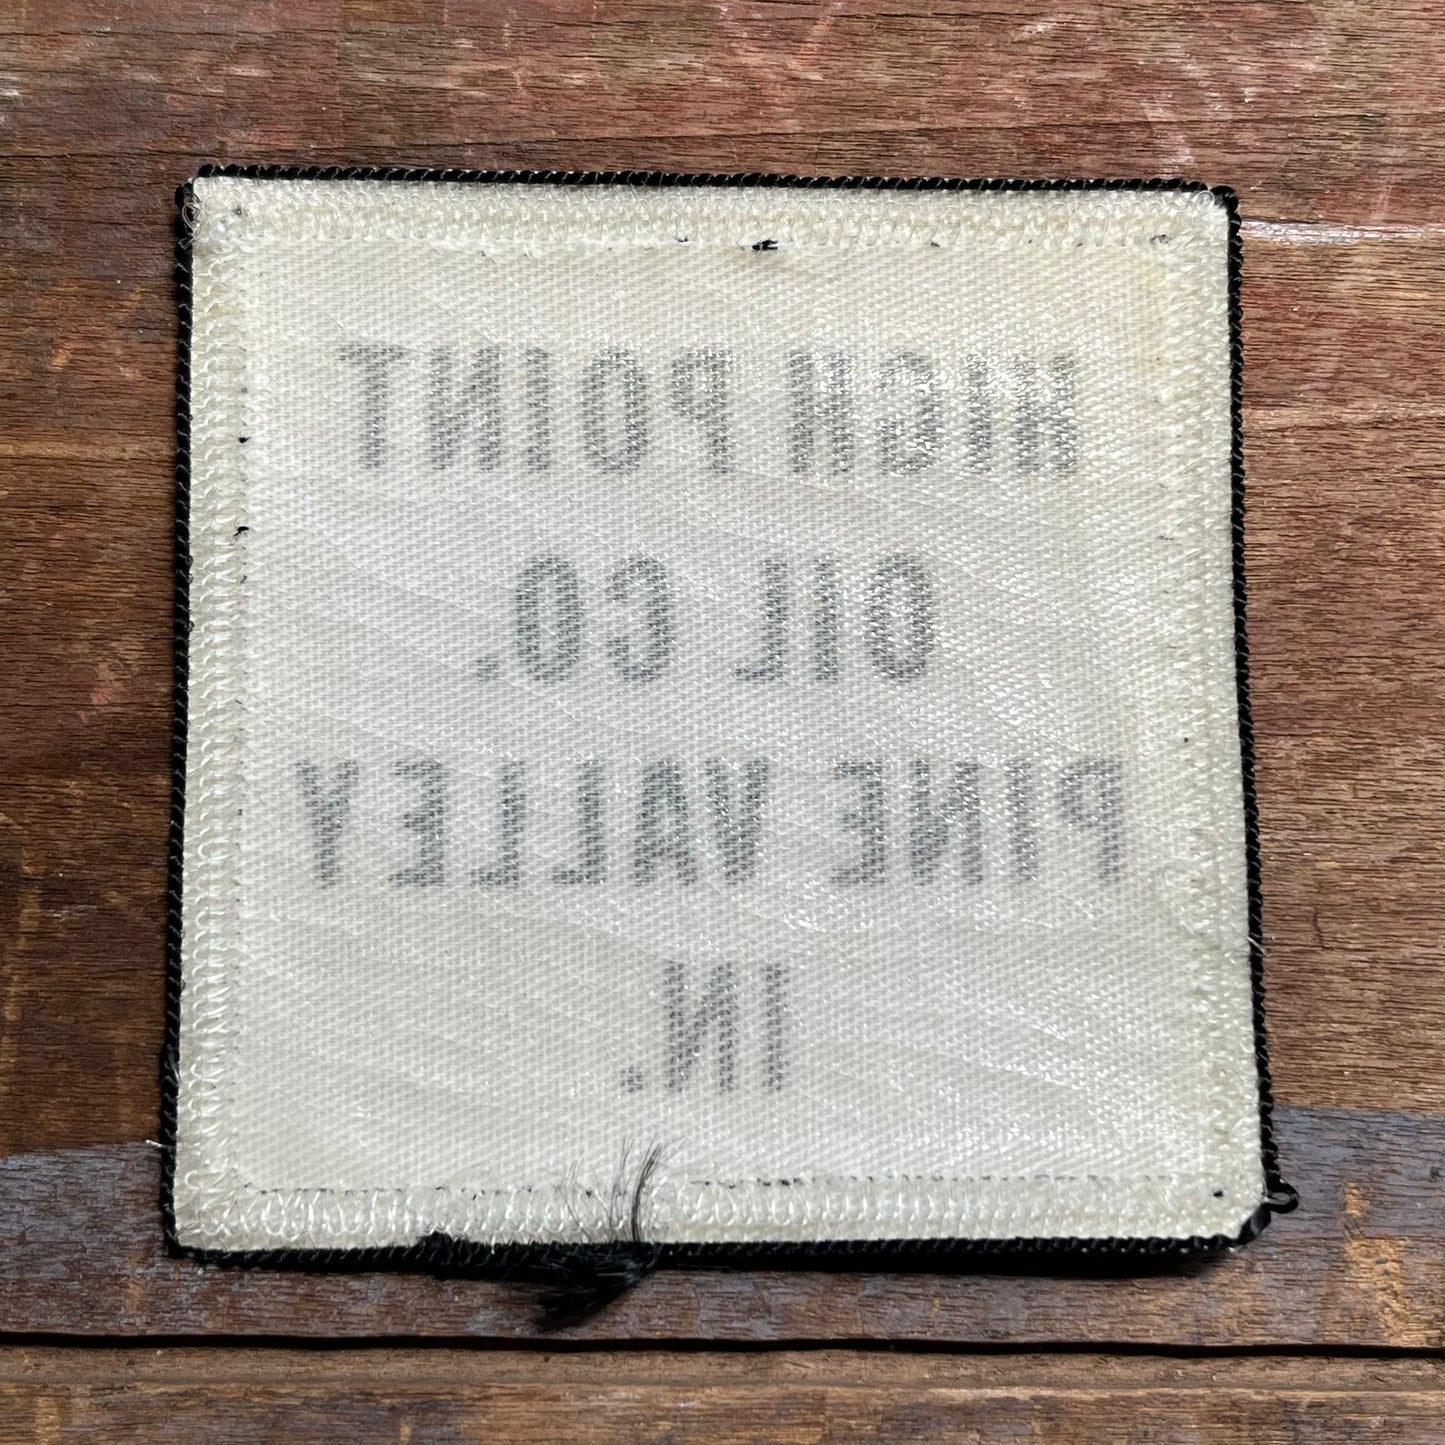 HIGH POINT
OIL CO.
PINE VALLEY
IN.